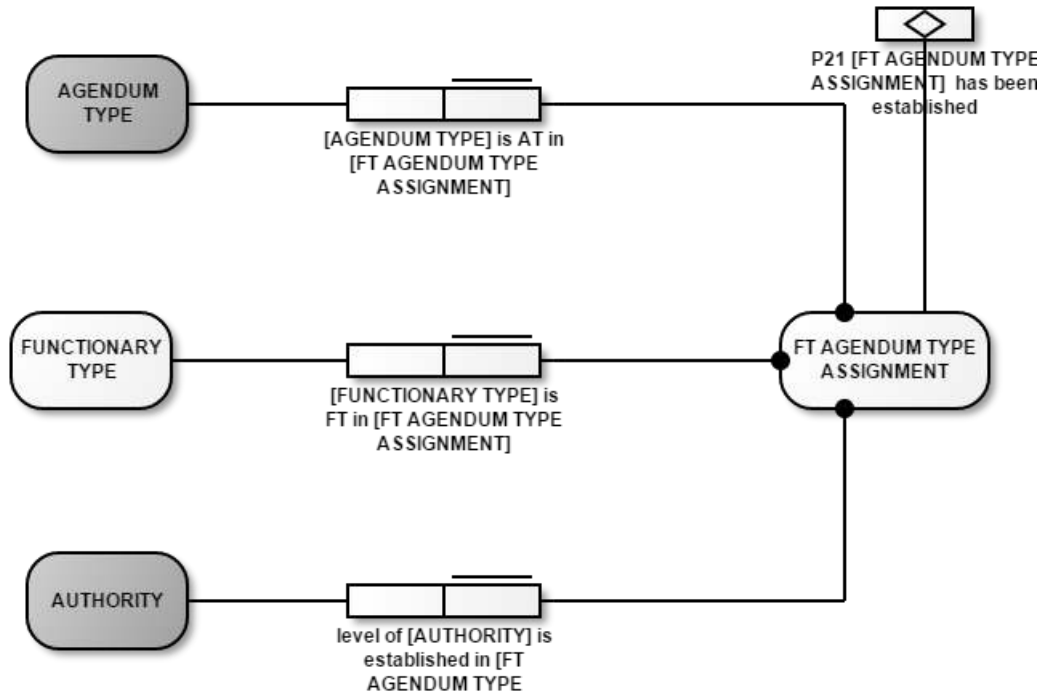 P21 [FT AGENDUM TYPE
ASSIGNMENT] has been
established
AGENDUM
TYPE
[AGENDUM TYPE] is AT in
[FT AGENDUM TYPE
ASSIGNMENT]
FUNCTIONARY
TYPE
[FUNCTIONARY TYPE] is
FT in [FT AGENDUM TYPE
ASSIGNMENT]
FT AGENDUM TYPE
ASSIGNMENT
AUTHORITY
level of [AUTHORITY] is
established in [FT
AGENDUM TYPE